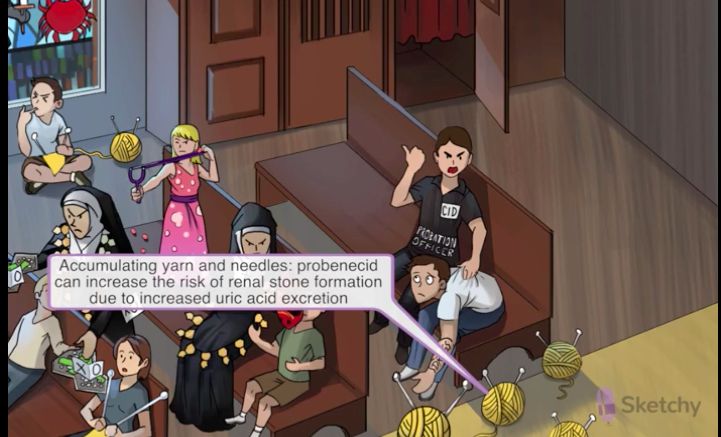 CID
PROBATION
OFFICER
Accumulating yarn and needles: probenecid
can increase the risk of renal stone formation
due to increased uric acid excretion
Sketchy